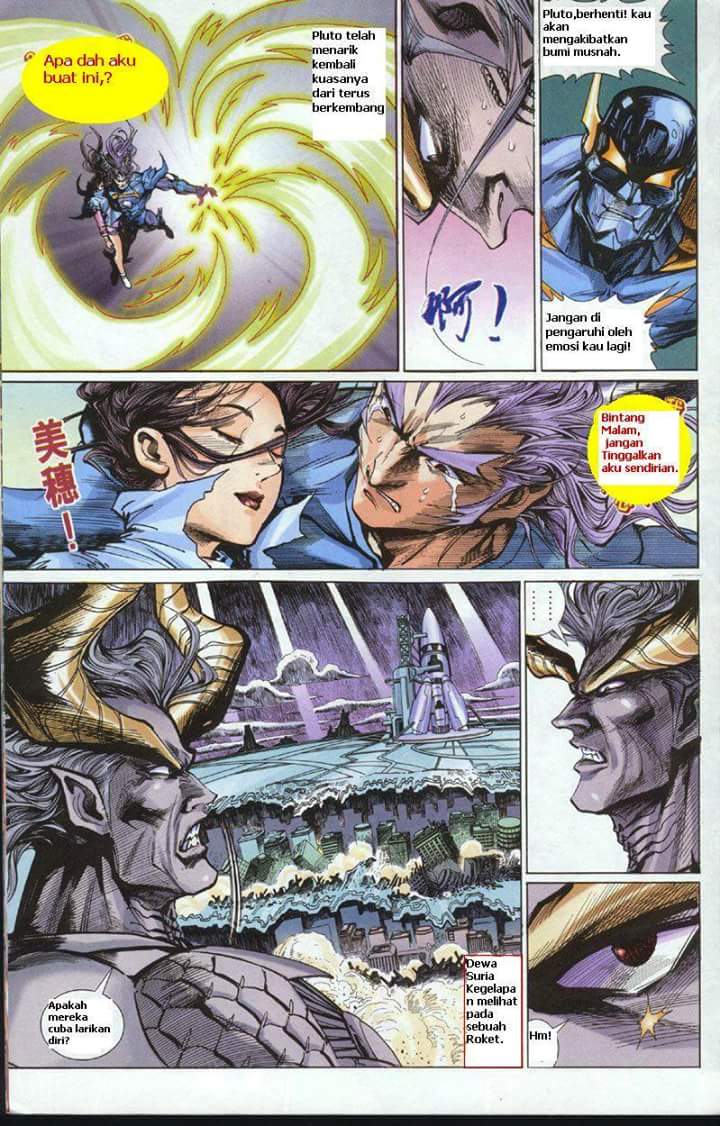 Apa dah aku
buat ini,?
Pluto telah
menarik
kembali
kuasanya
dari terus
berkembang
啊!
Pluto,berhenti! kau
akan
mengakibatkan
bumi musnah.
Jangan di
pengaruhi oleh
emosi kau lagi!
美穗!
Bintang
Malam,
jangan
Tinggalkan
aku sendirian.
Apakah
mereka
cuba larikan
diri?
Dewa
Suria
Kegelapa
n melihat
pada
sebuah
Roket.
......
Hm!